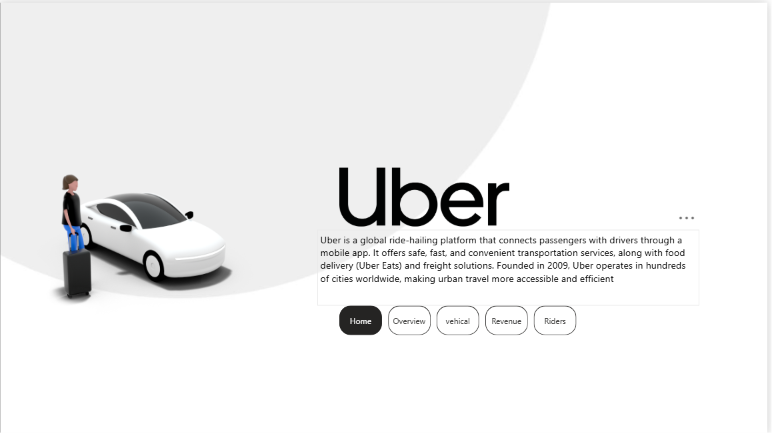 Uber
Uber is a global ride-hailing platform that connects passengers with drivers through a
mobile app. It offers safe, fast, and convenient transportation services, along with food
delivery (Uber Eats) and freight solutions. Founded in 2009, Uber operates in hundreds
of cities worldwide, making urban travel more accessible and efficient
Home Overview vehical Revenue Riders